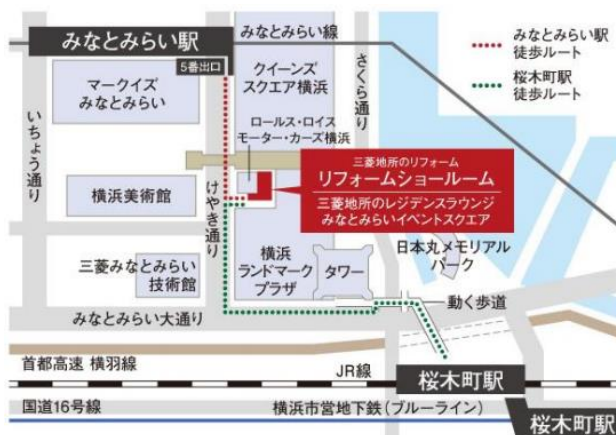 みなとみらい駅
みなとみらい線
みなとみらい駅
徒歩ルート
5番出口
桜木町駅
徒歩ルート
マークイズ
みなとみらい
クイーンズ
スクエア横浜
さくら通り
いちょう通り
ロールス・ロイス
モーター・カーズ横浜
三菱地所のリフォーム
リフォームショールーム
三菱地所のレジデンスラウンジ
みなとみらいイベントスクエア
横浜美術館
けやき通り
三菱みなとみらい
技術館
横浜
ランドマーク
プラザ
タワー
日本丸メモリアル
パーク
動く歩道
みなとみらい大通り
首都高速 横羽線
JR線
桜木町駅
国道16号線
横浜市営地下鉄(ブルーライン)
桜木町駅